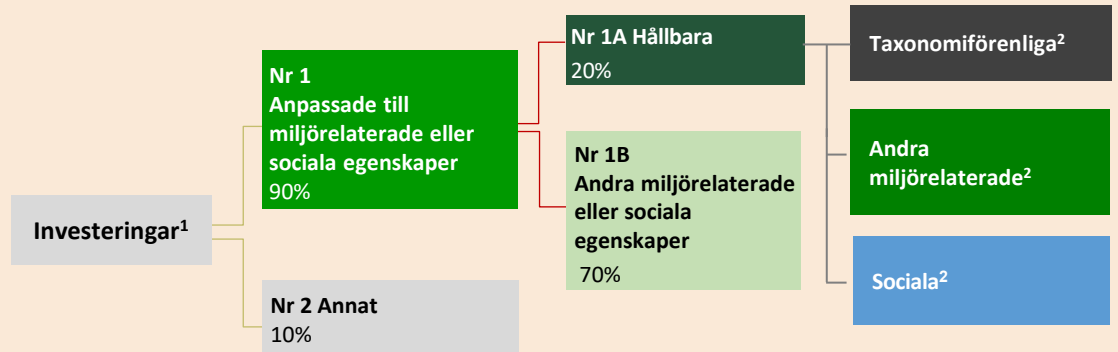 Investeringar¹
Nr 1
Anpassade till
miljörelaterade eller
sociala egenskaper
90%
Nr 2 Annat
10%
Nr 1A Hållbara
20%
Nr 1B
Andra miljörelaterade
eller sociala
egenskaper
70%
Taxonomiförenliga²
Andra
miljörelaterade²
Sociala²